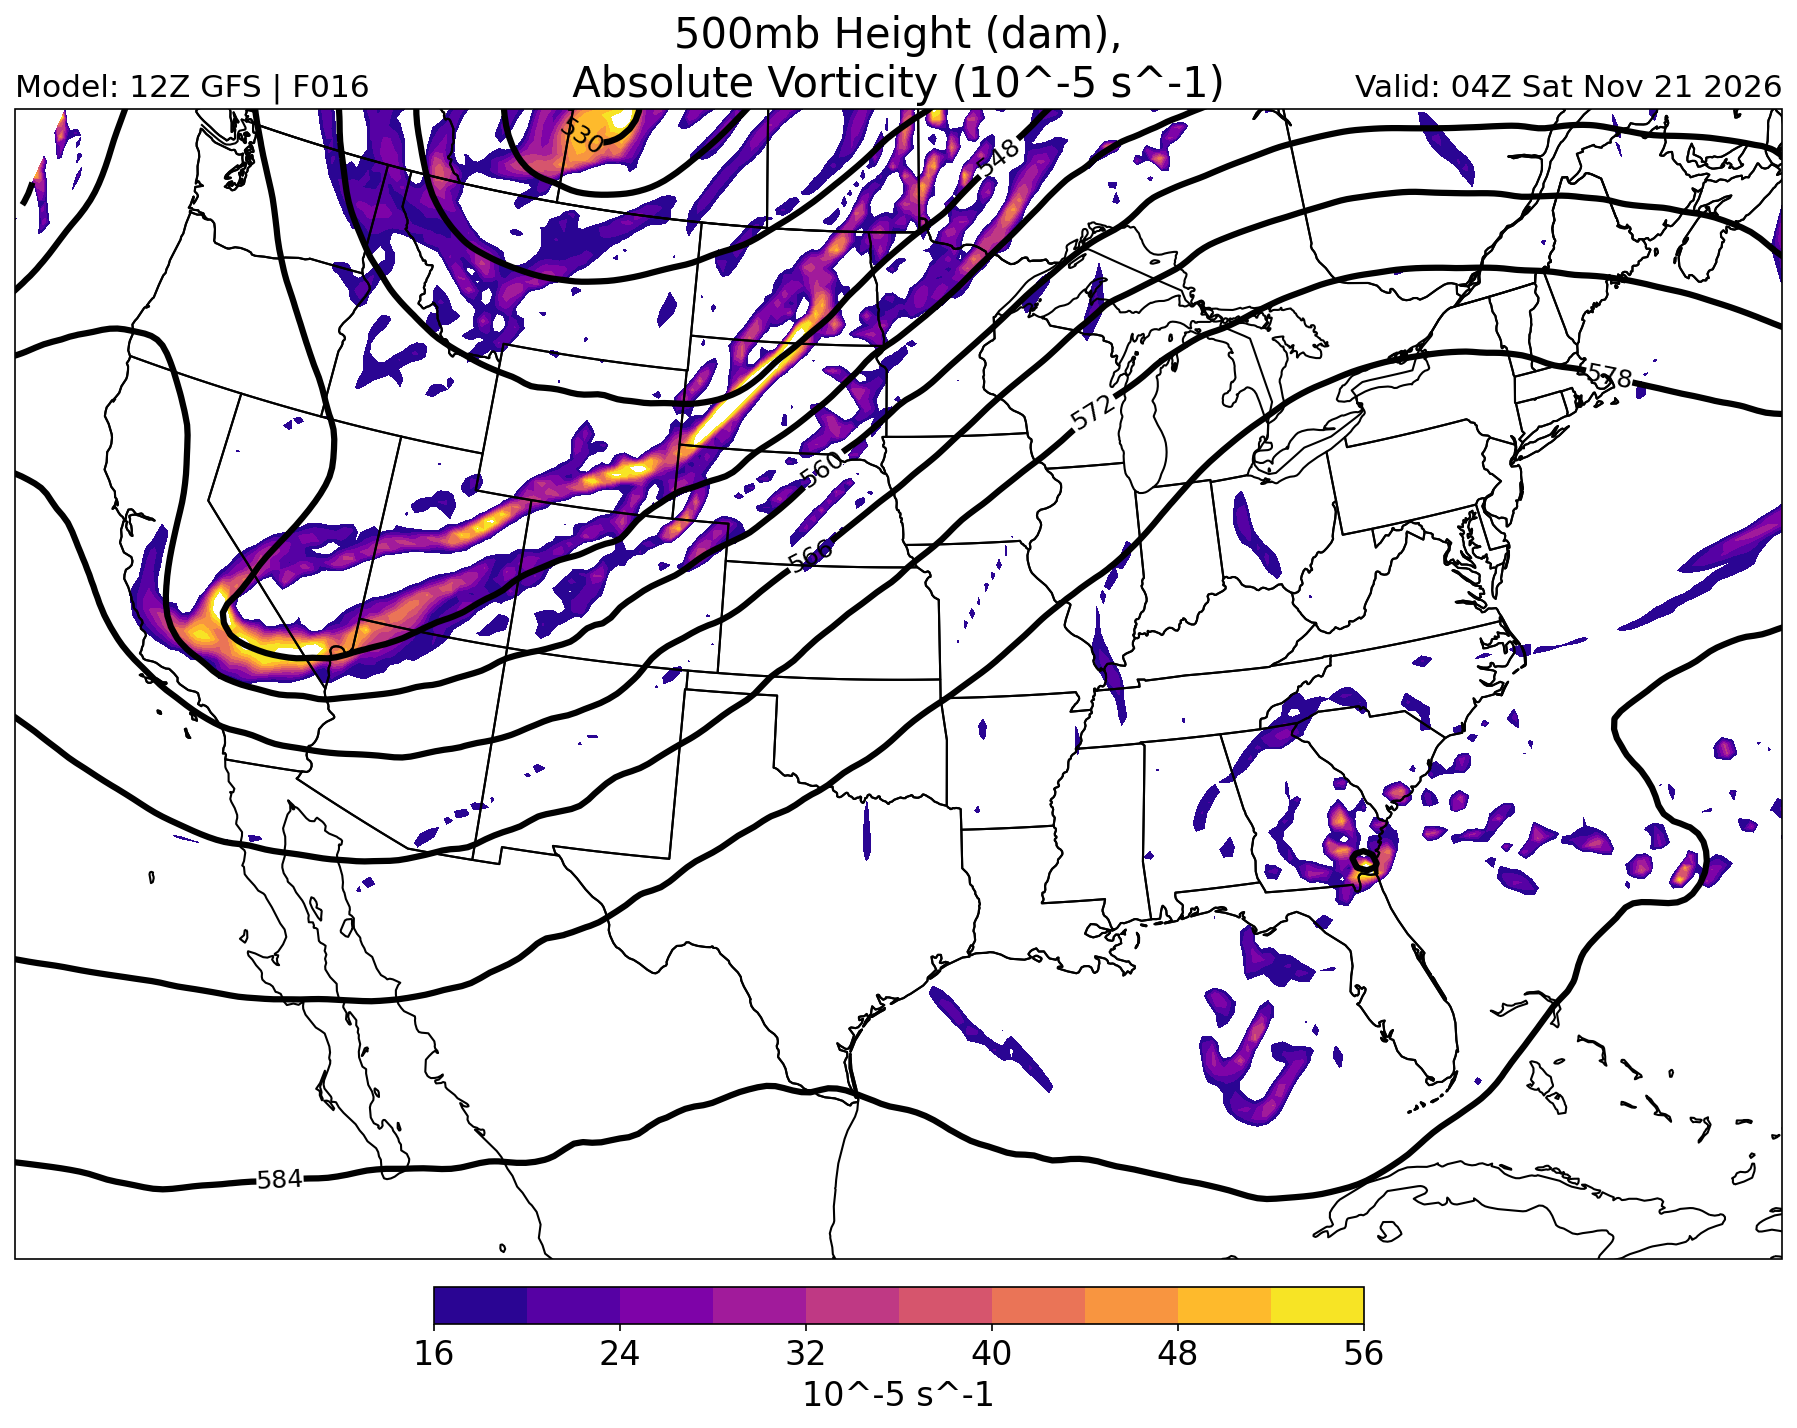 500mb Height (dam),
Absolute Vorticity (10^-5 s^-1)
Model: 12Z GFS | F016
Valid: 04Z Sat Nov 21 2026
530
548
578
572
560
566
584
16 24 32 40 48 56
10^-5 s^-1